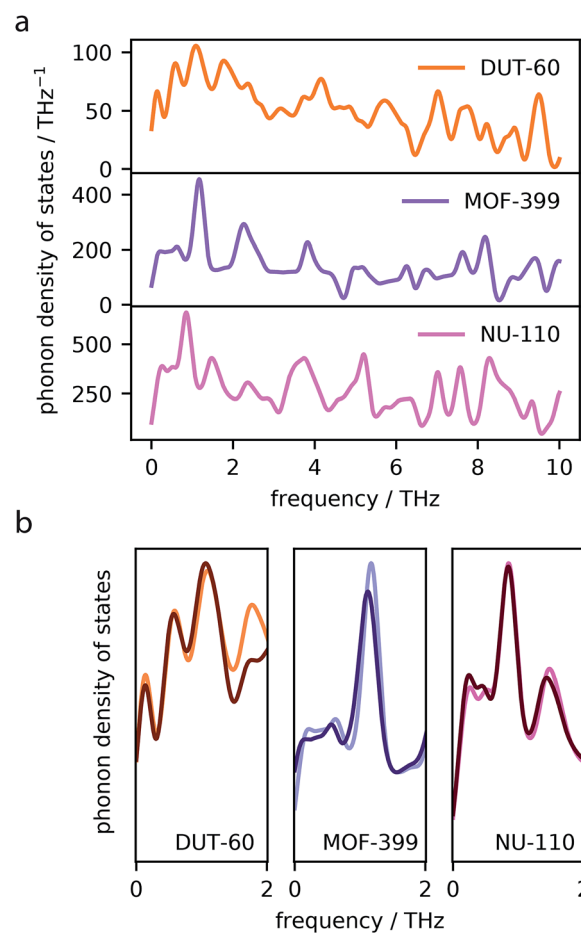 a
100
50
0
DUT-60
400
200
0
MOF-399
500
250
NU-110
phonon density of states / THz⁻¹
0 2 4 6 8 10
frequency / THz
b
phonon density of states
DUT-60 MOF-399 NU-110
0 2 0 2 0 2
frequency / THz